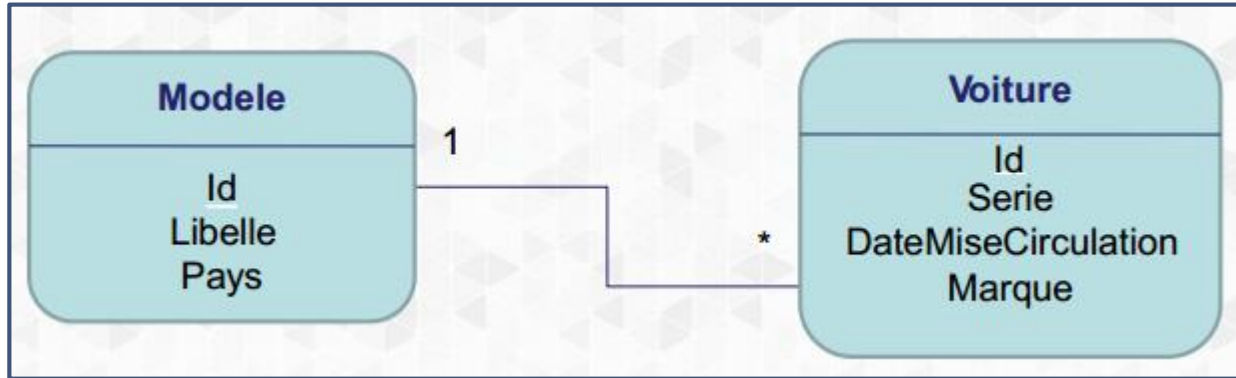 Modele
Id
Libelle
Pays
1
*
Voiture
Id
Serie
DateMiseCirculation
Marque